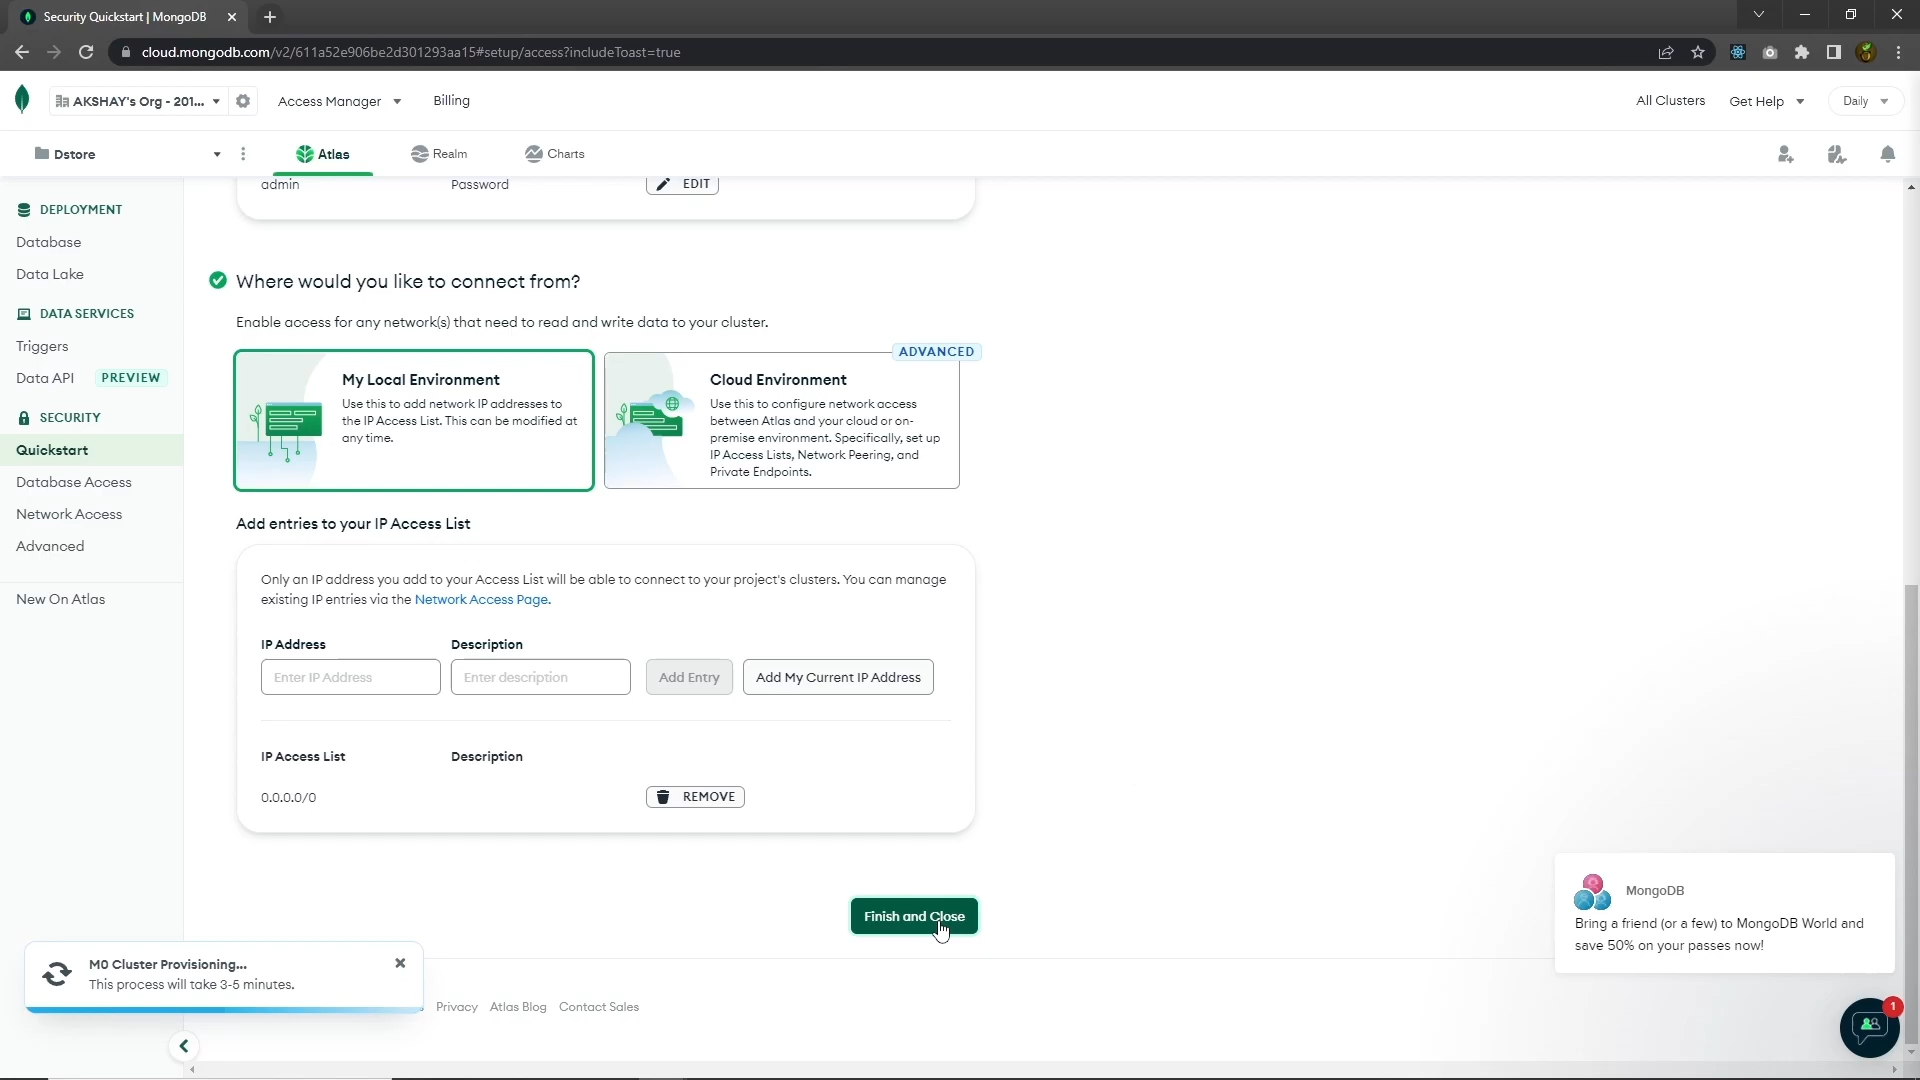 Security Quickstart | MongoDB
cloud.mongodb.com/v2/611a52e906be2d301293aa15#setup/access?includeToast=true
AKSHAY's Org - 201...
Access Manager
Billing
All Clusters
Get Help
Daily
Dstore
Atlas
Realm
Charts
DEPLOYMENT
Database
Data Lake
DATA SERVICES
Triggers
Data API PREVIEW
SECURITY
Quickstart
Database Access
Network Access
Advanced
New On Atlas
admin
Password
EDIT
Where would you like to connect from?
Enable access for any network(s) that need to read and write data to your cluster.
My Local Environment
Use this to add network IP addresses to
the IP Access List. This can be modified at
any time.
ADVANCED
Cloud Environment
Use this to configure network access
between Atlas and your cloud or on-
premise environment. Specifically, set up
IP Access Lists, Network Peering, and
Private Endpoints.
Add entries to your IP Access List
Only an IP address you add to your Access List will be able to connect to your project's clusters. You can manage
existing IP entries via the Network Access Page.
IP Address
Description
Enter IP Address
Enter description
Add Entry
Add My Current IP Address
IP Access List
Description
0.0.0.0/0
REMOVE
Finish and Close
M0 Cluster Provisioning...
This process will take 3-5 minutes.
Privacy
Atlas Blog
Contact Sales
MongoDB
Bring a friend (or a few) to MongoDB World and
save 50% on your passes now!
1